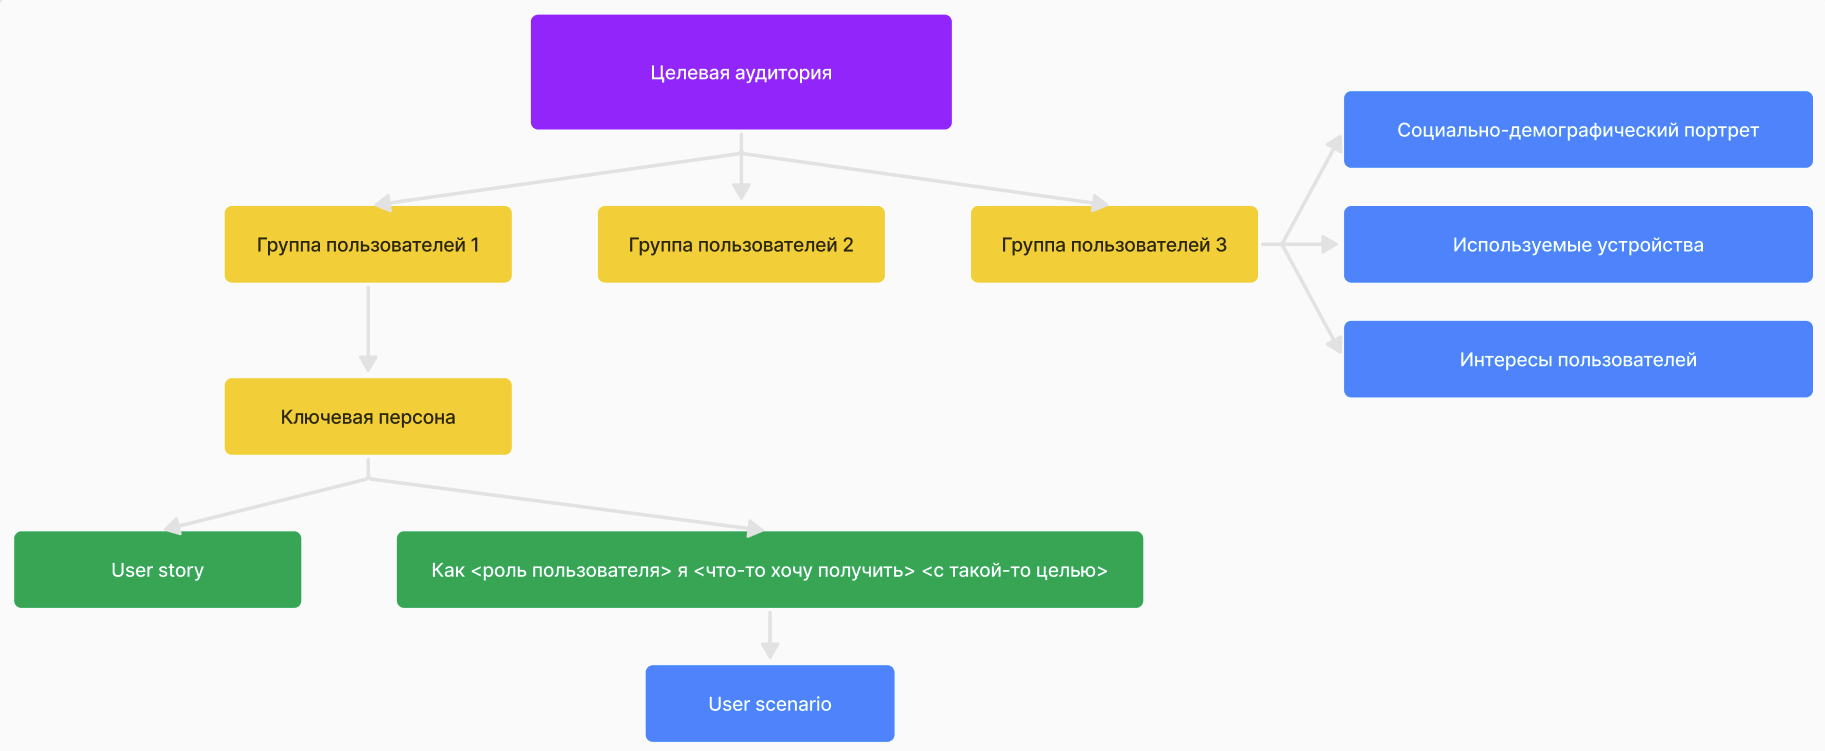 Целевая аудитория
Социально-демографический портрет
Группа пользователей 1
Группа пользователей 2
Группа пользователей 3
Используемые устройства
Интересы пользователей
Ключевая персона
User story
Как <роль пользователя> я <что-то хочу получить> <с такой-то целью>
User scenario